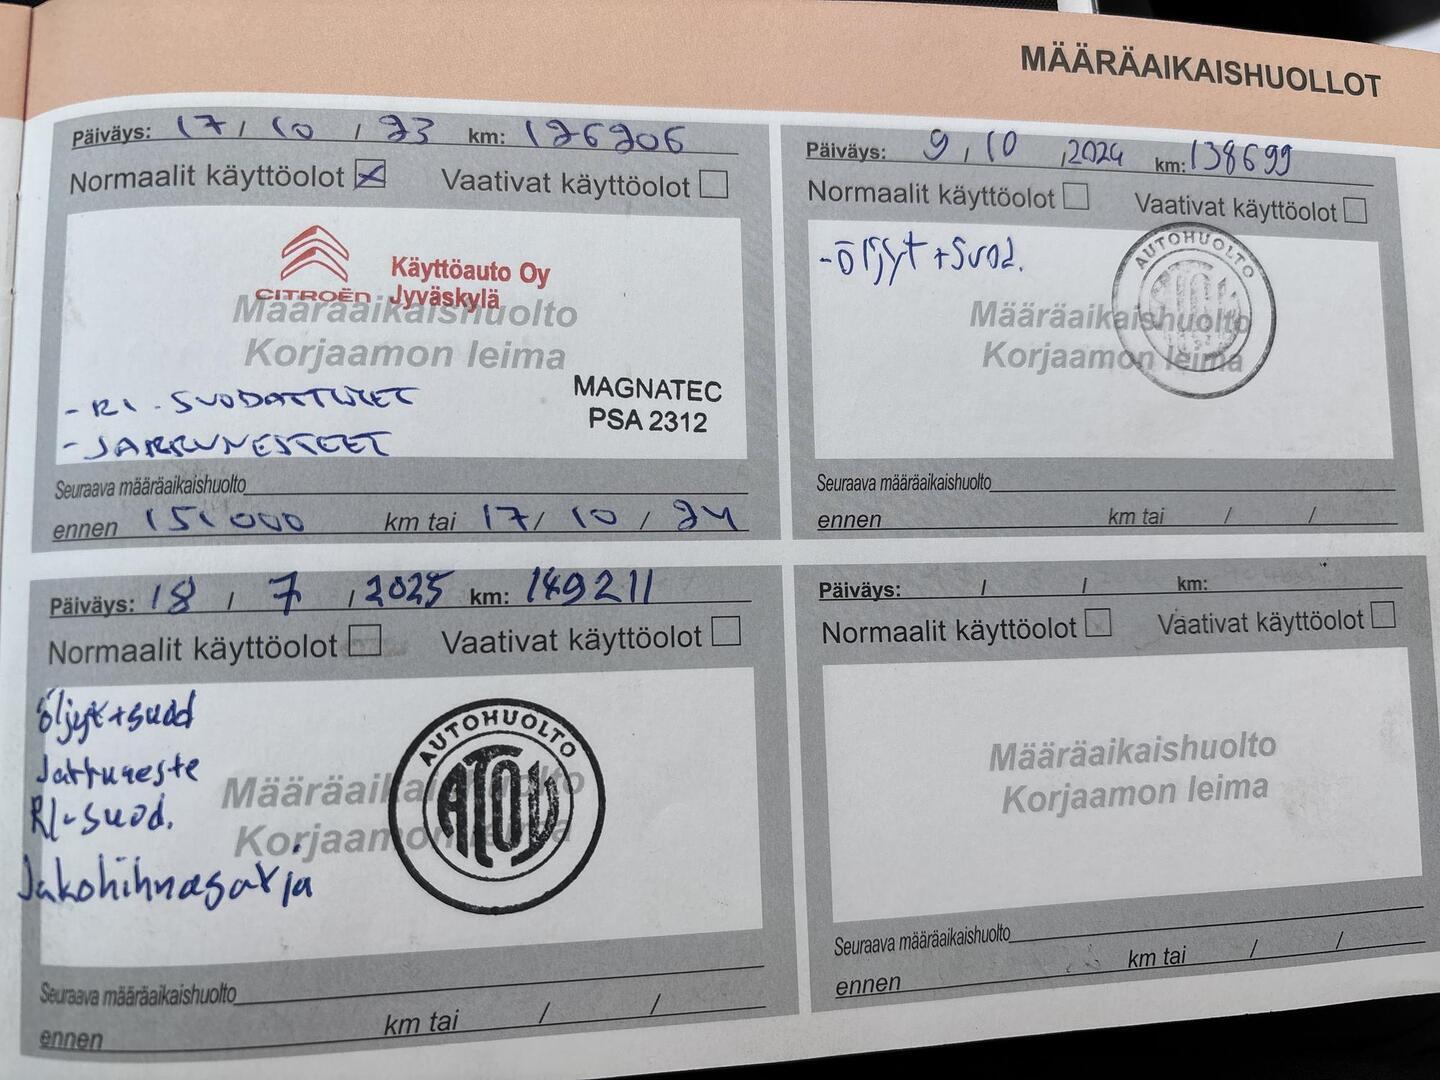 MÄÄRÄAIKAISHUOLLOT
Päiväys: 17 / 10 / 23 km: 126206
Normaalit käyttöolot ☒ Vaativat käyttöolot ☐
CITROËN
Käyttöauto Oy
Jyväskylä
Määräaikaishuolto
Korjaamon leima
MAGNATEC
PSA 2312
- RI. SUODATTIMET
- JARRUNESTEET
Seuraava määräaikaishuolto
ennen 151000 km tai 17 / 10 / 24
Päiväys: 9 , 10 , 2024 km: 138699
Normaalit käyttöolot ☐ Vaativat käyttöolot ☐
- Öljyt + Suod.
AUTOHUOLTO
Määräaikaishuolto
Korjaamon leima
Seuraava määräaikaishuolto
ennen km tai / /
Päiväys: 18 / 7 , 2025 km: 149211
Normaalit käyttöolot ☐ Vaativat käyttöolot ☐
öljyt + suod
Jarruneste
RI-suod.
Jakohihnasarja
AUTOHUOLTO
ATOY
Määräaikaishuolto
Korjaamon leima
Seuraava määräaikaishuolto
ennen km tai / /
Päiväys: / / km:
Normaalit käyttöolot ☐ Vaativat käyttöolot ☐
Määräaikaishuolto
Korjaamon leima
Seuraava määräaikaishuolto
ennen km tai / /